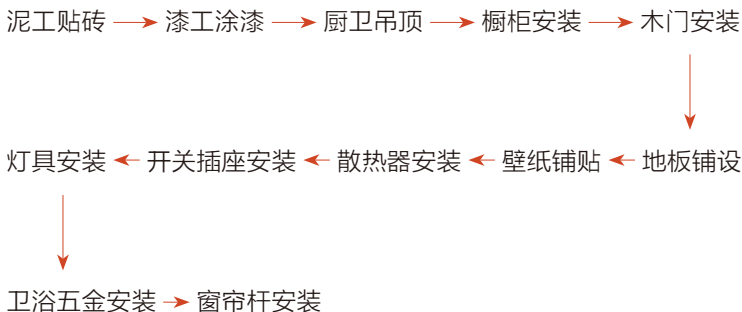 泥工贴砖 漆工涂漆 厨卫吊顶 橱柜安装 木门安装
灯具安装 开关插座安装 散热器安装 壁纸铺贴 地板铺设
卫浴五金安装 窗帘杆安装